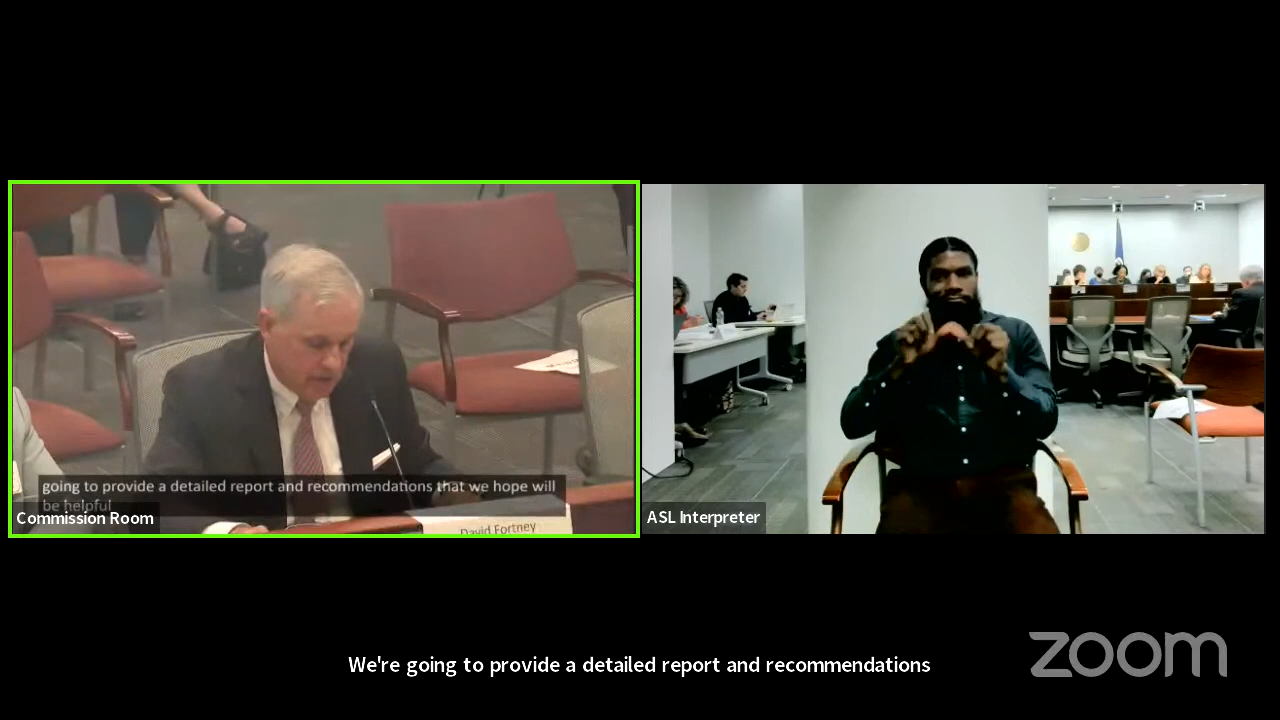 going to provide a detailed report and recommendations that we hope will
be helpful
Commission Room
David Fortney
ASL Interpreter
We're going to provide a detailed report and recommendations
zoom